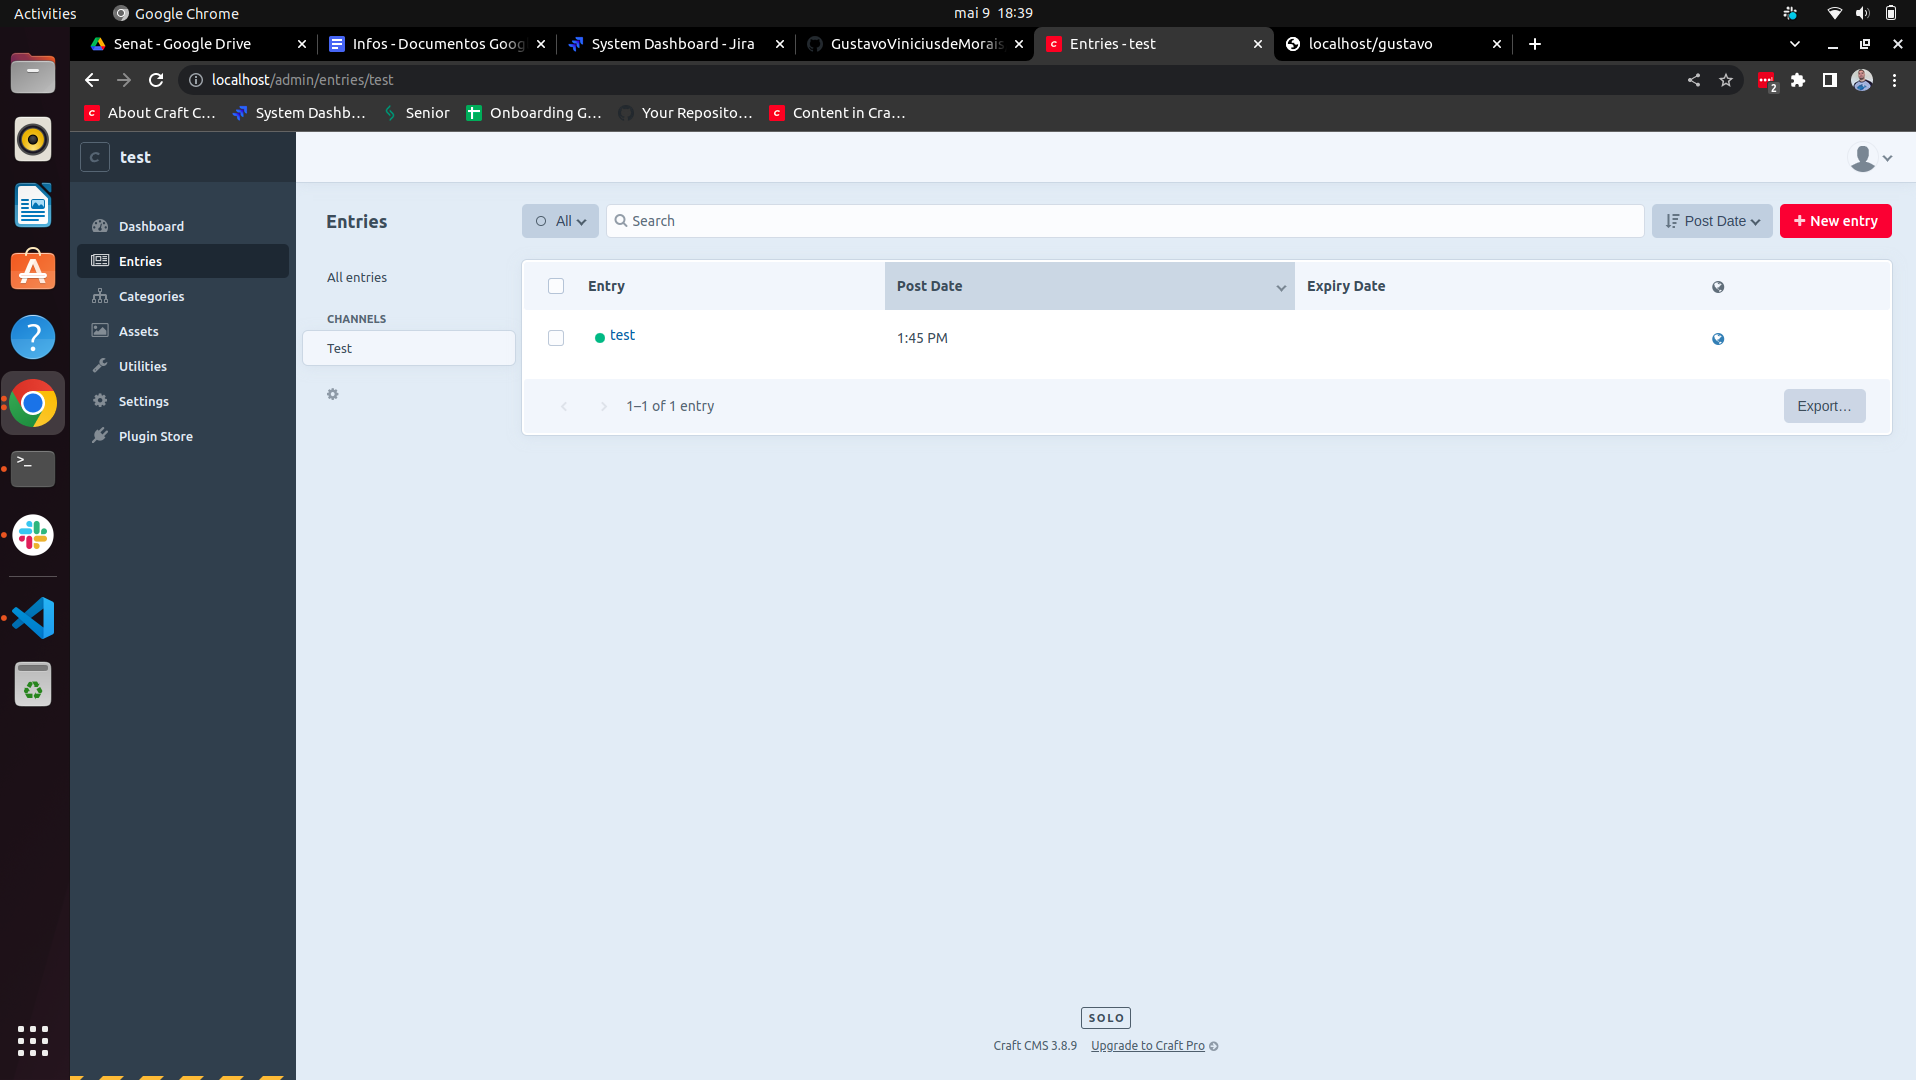 Activities
Google Chrome
mai 9 18:39
Senat - Google Drive
Infos - Documentos Goog
System Dashboard - Jira
GustavoViniciusdeMorais
Entries - test
localhost/gustavo
localhost/admin/entries/test
2
About Craft C…
System Dashb…
Senior
Onboarding G…
Your Reposito…
Content in Cra…
C
test
Dashboard
Entries
Categories
Assets
Utilities
Settings
Plugin Store
Entries
All entries
CHANNELS
Test
All
Search
Post Date
New entry
Entry
Post Date
Expiry Date
test
1:45 PM
1–1 of 1 entry
Export…
SOLO
Craft CMS 3.8.9
Upgrade to Craft Pro